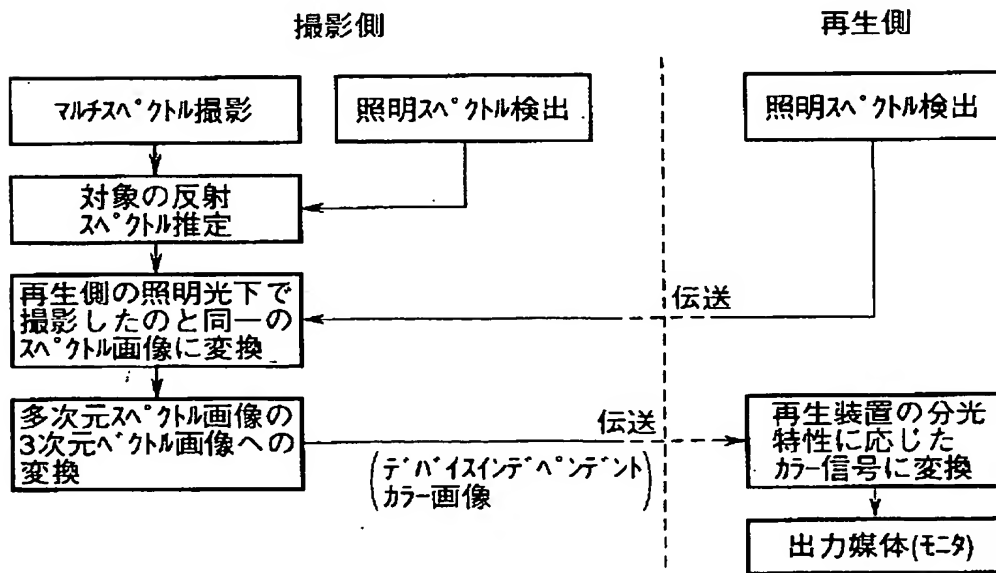 撮影側
再生側
マルチスペクトル撮影
照明スペクトル検出
照明スペクトル検出
対象の反射
スペクトル推定
再生側の照明光下で
撮影したのと同一の
スペクトル画像に変換
伝送
多次元スペクトル画像の
3次元ベクトル画像への
変換
伝送
(デバイスインデペンデント
カラー画像)
再生装置の分光
特性に応じた
カラー信号に変換
出力媒体(モニタ)